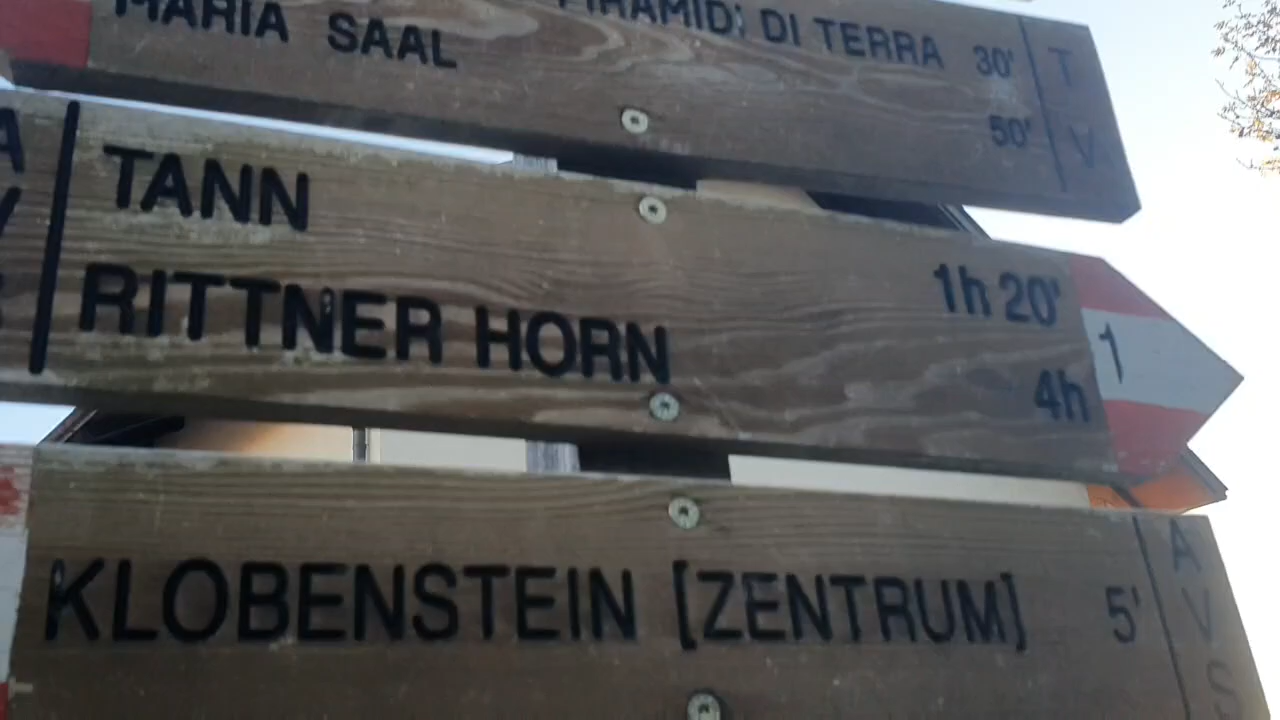 PIRAMIDI DI TERRA 30' T
MARIA SAAL 50' V
A TANN 1h 20'
V RITTNER HORN 4h
1
KLOBENSTEIN [ZENTRUM] 5' A
V
S